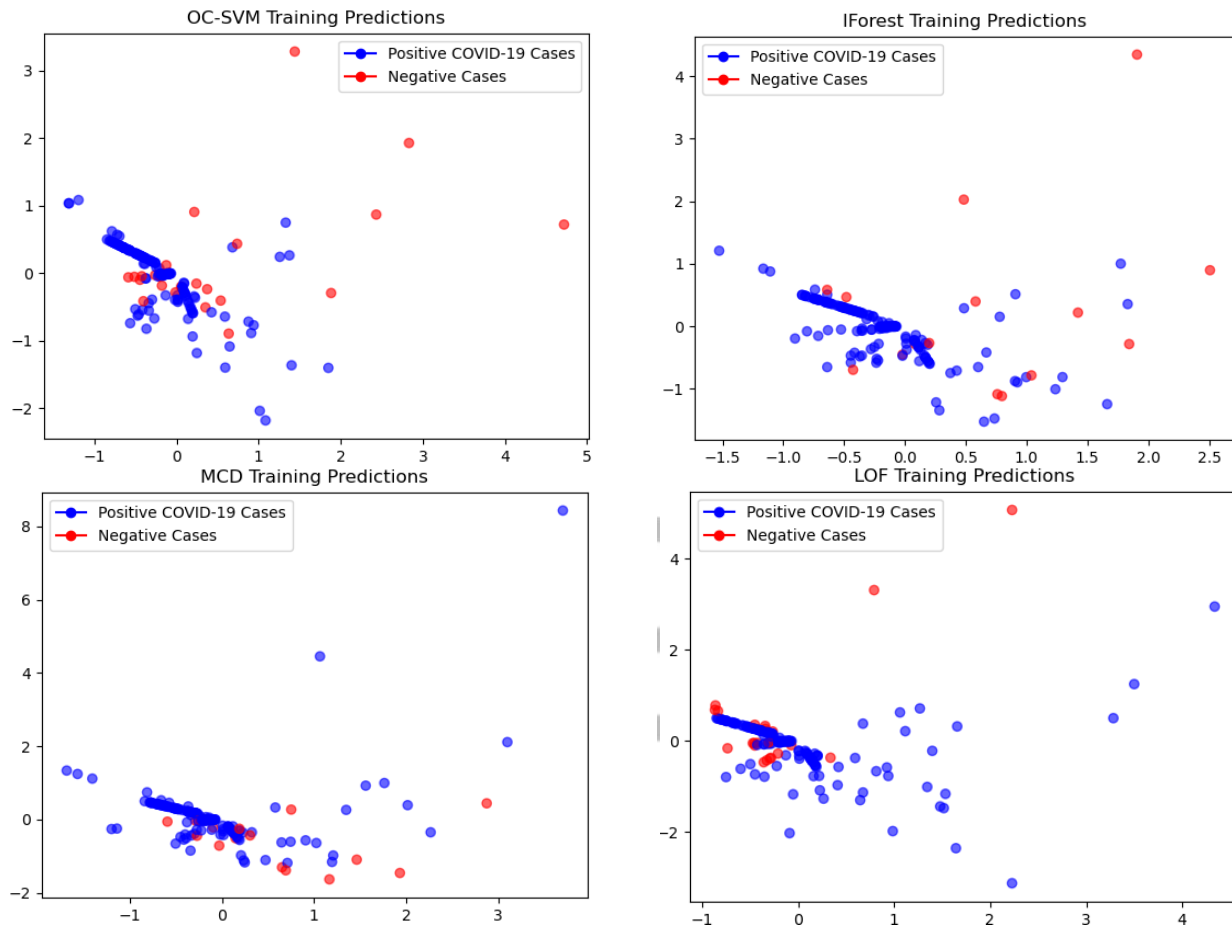 OC-SVM Training Predictions
Positive COVID-19 Cases
Negative Cases
3
2
1
0
−1
−2
−1 0 1 2 3 4 5
IForest Training Predictions
Positive COVID-19 Cases
Negative Cases
4
3
2
1
0
−1
−1.5 −1.0 −0.5 0.0 0.5 1.0 1.5 2.0 2.5
MCD Training Predictions
Positive COVID-19 Cases
Negative Cases
8
6
4
2
0
−2
−1 0 1 2 3
LOF Training Predictions
Positive COVID-19 Cases
Negative Cases
4
2
0
−2
−1 0 1 2 3 4